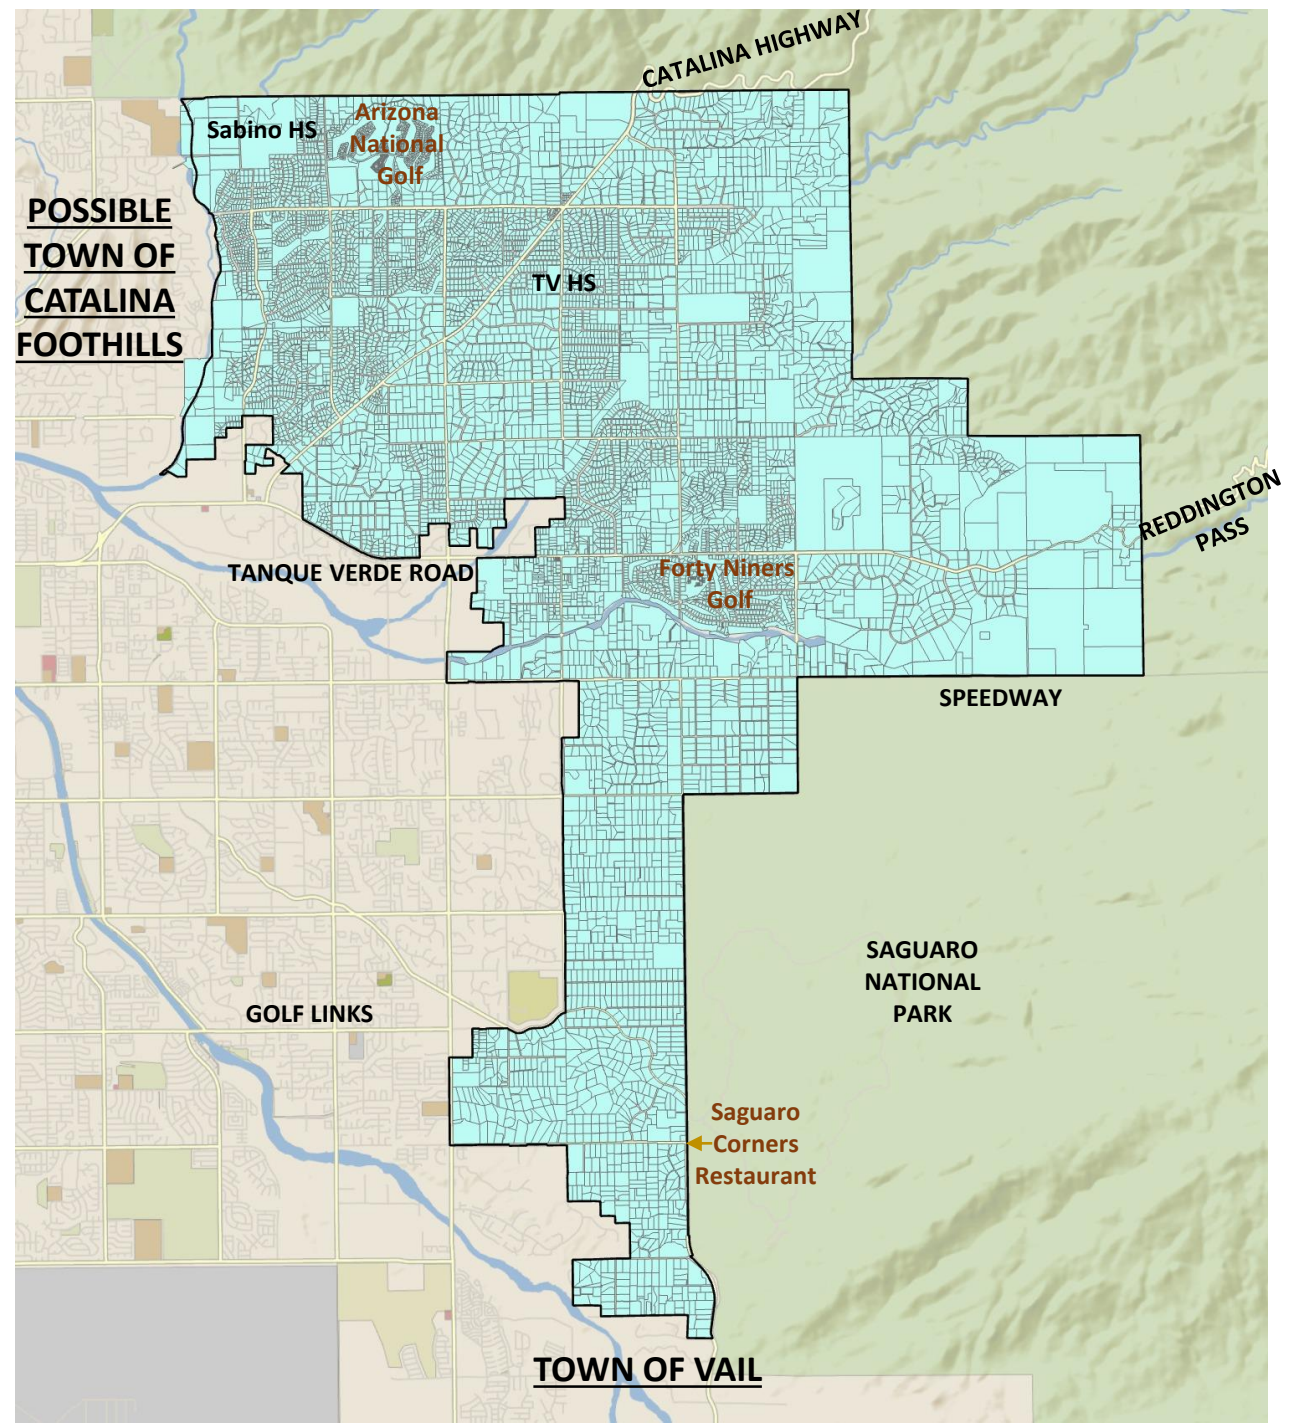 CATALINA HIGHWAY
Arizona
National
Golf
Sabino HS
POSSIBLE
TOWN OF
CATALINA
FOOTHILLS
TV HS
REDDINGTON
PASS
TANQUE VERDE ROAD
Forty Niners
Golf
SPEEDWAY
SAGUARO
NATIONAL
PARK
GOLF LINKS
Saguaro
Corners
Restaurant
TOWN OF VAIL